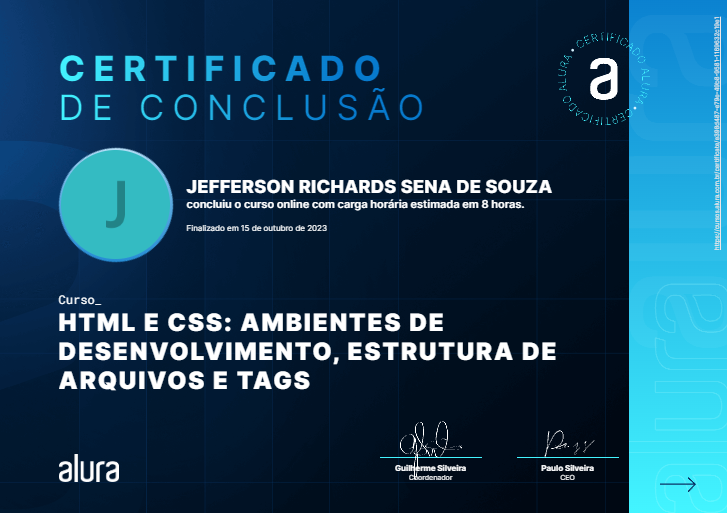 CERTIFICADO
DE CONCLUSÃO
CERTIFICADO ALURA • CERTIFICADO ALURA •
a
J
JEFFERSON RICHARDS SENA DE SOUZA
concluiu o curso online com carga horária estimada em 8 horas.
Finalizado em 15 de outubro de 2023
Curso_
HTML E CSS: AMBIENTES DE
DESENVOLVIMENTO, ESTRUTURA DE
ARQUIVOS E TAGS
Guilherme Silveira
Coordenador
Paulo Silveira
CEO
alura
alura